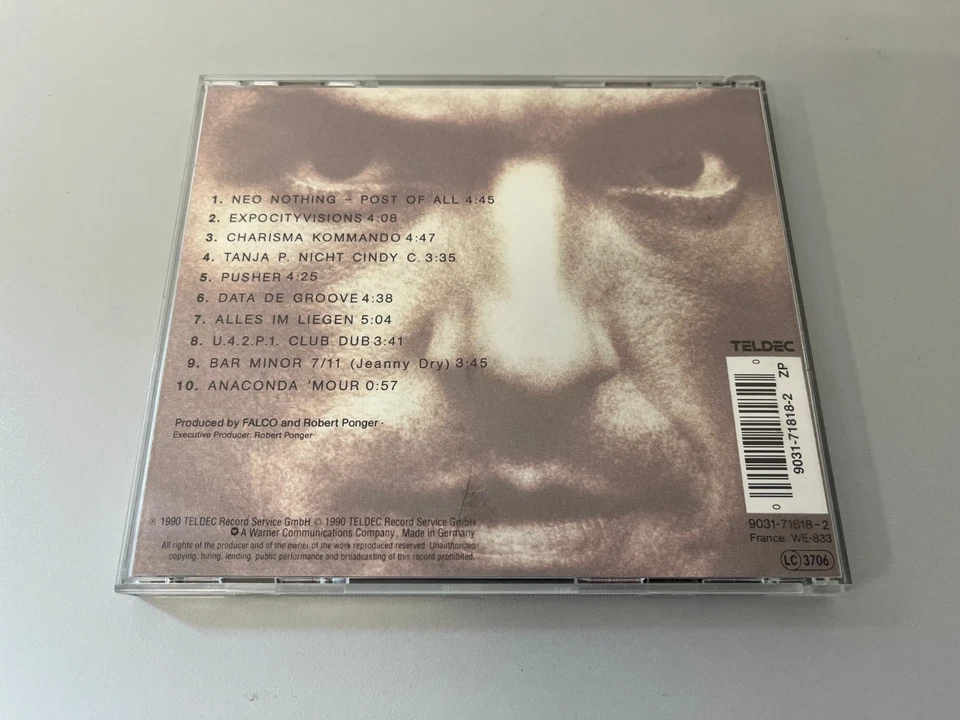 1. NEO NOTHING – POST OF ALL 4:45
2. EXPOCITYVISIONS 4:08
3. CHARISMA KOMMANDO 4:47
4. TANJA P. NICHT CINDY C. 3:35
5. PUSHER 4:25
6. DATA DE GROOVE 4:38
7. ALLES IM LIEGEN 5:04
8. U.4.2.P.1. CLUB DUB 3:41
9. BAR MINOR 7/11 (Jeanny Dry) 3:45
10. ANACONDA 'MOUR 0:57
Produced by FALCO and Robert Ponger ·
Executive Producer: Robert Ponger
℗ 1990 TELDEC Record Service GmbH © 1990 TELDEC Record Service GmbH
A Warner Communications Company. Made in Germany
All rights of the producer and of the owner of the work reproduced reserved. Unauthorized
copying, hiring, lending, public performance and broadcasting of this record prohibited.
TELDEC
0
ZP
9031-71818-2
0
9031-71818-2
France: WE-833
LC 3706